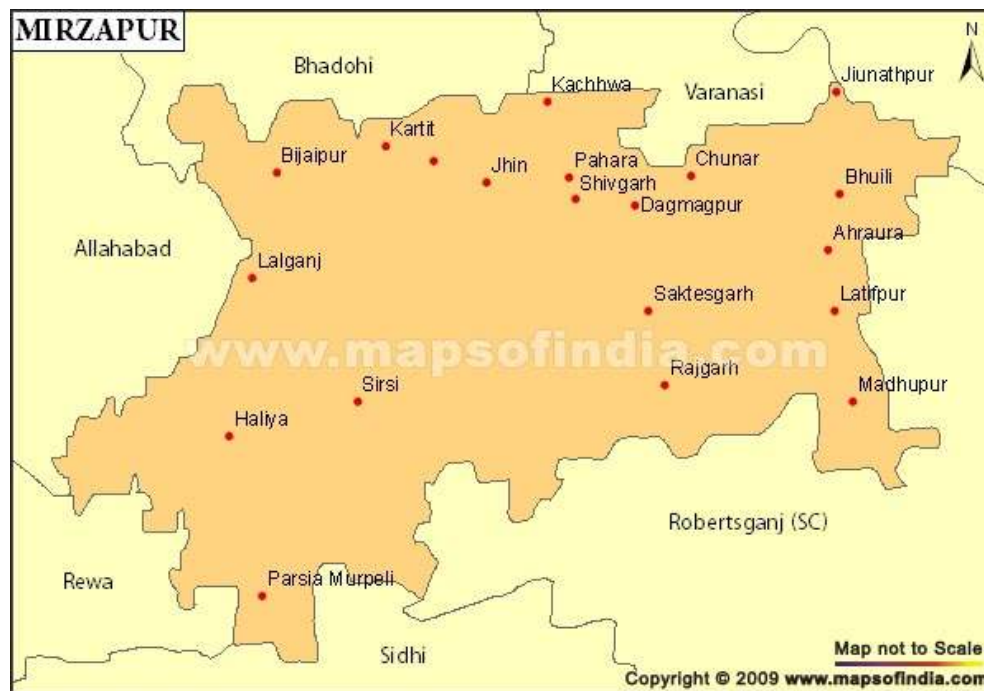 MIRZAPUR
N
Bhadohi
Kachhwa
Varanasi
Jiunathpur
Kartit
Bijaipur
Jhin
Pahara
Chunar
Shivgarh
Bhuili
Dagmagpur
Allahabad
Ahraura
Lalganj
Saktesgarh
Latifpur
www.mapsofindia.com
Rajgarh
Sirsi
Madhupur
Haliya
Robertsganj (SC)
Rewa
Parsia Murpeli
Sidhi
Map not to Scale
Copyright © 2009 www.mapsofindia.com